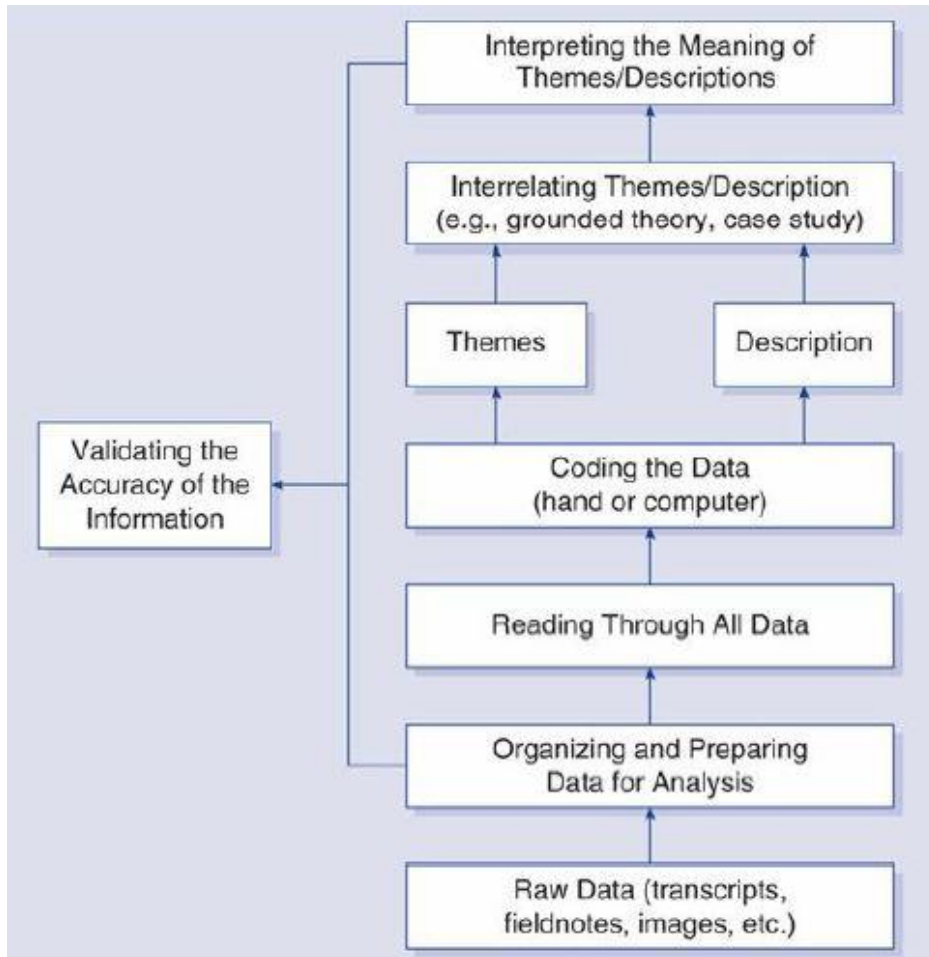 Interpreting the Meaning of
Themes/Descriptions
Interrelating Themes/Description
(e.g., grounded theory, case study)
Themes
Description
Validating the
Accuracy of the
Information
Coding the Data
(hand or computer)
Reading Through All Data
Organizing and Preparing
Data for Analysis
Raw Data (transcripts,
fieldnotes, images, etc.)